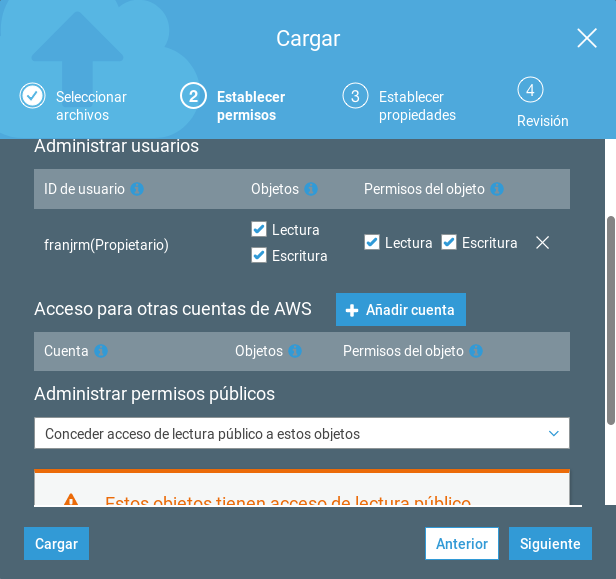 Cargar
Seleccionar archivos
2 Establecer permisos
3 Establecer propiedades
4 Revisión
Administrar usuarios
ID de usuario Objetos Permisos del objeto
franjrm(Propietario)
Lectura
Escritura
Lectura Escritura
Acceso para otras cuentas de AWS + Añadir cuenta
Cuenta Objetos Permisos del objeto
Administrar permisos públicos
Conceder acceso de lectura público a estos objetos
Estos objetos tienen acceso de lectura público
Cargar Anterior Siguiente